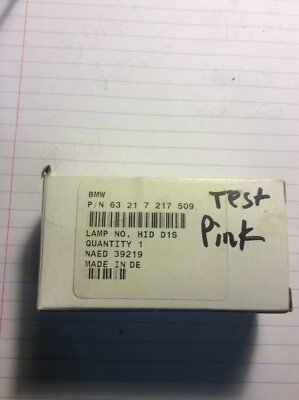 BMW
P/N 63 21 7 217 509
LAMP NO. HID D1S
QUANTITY 1
NAED 39219
MADE IN DE
Test
Pink